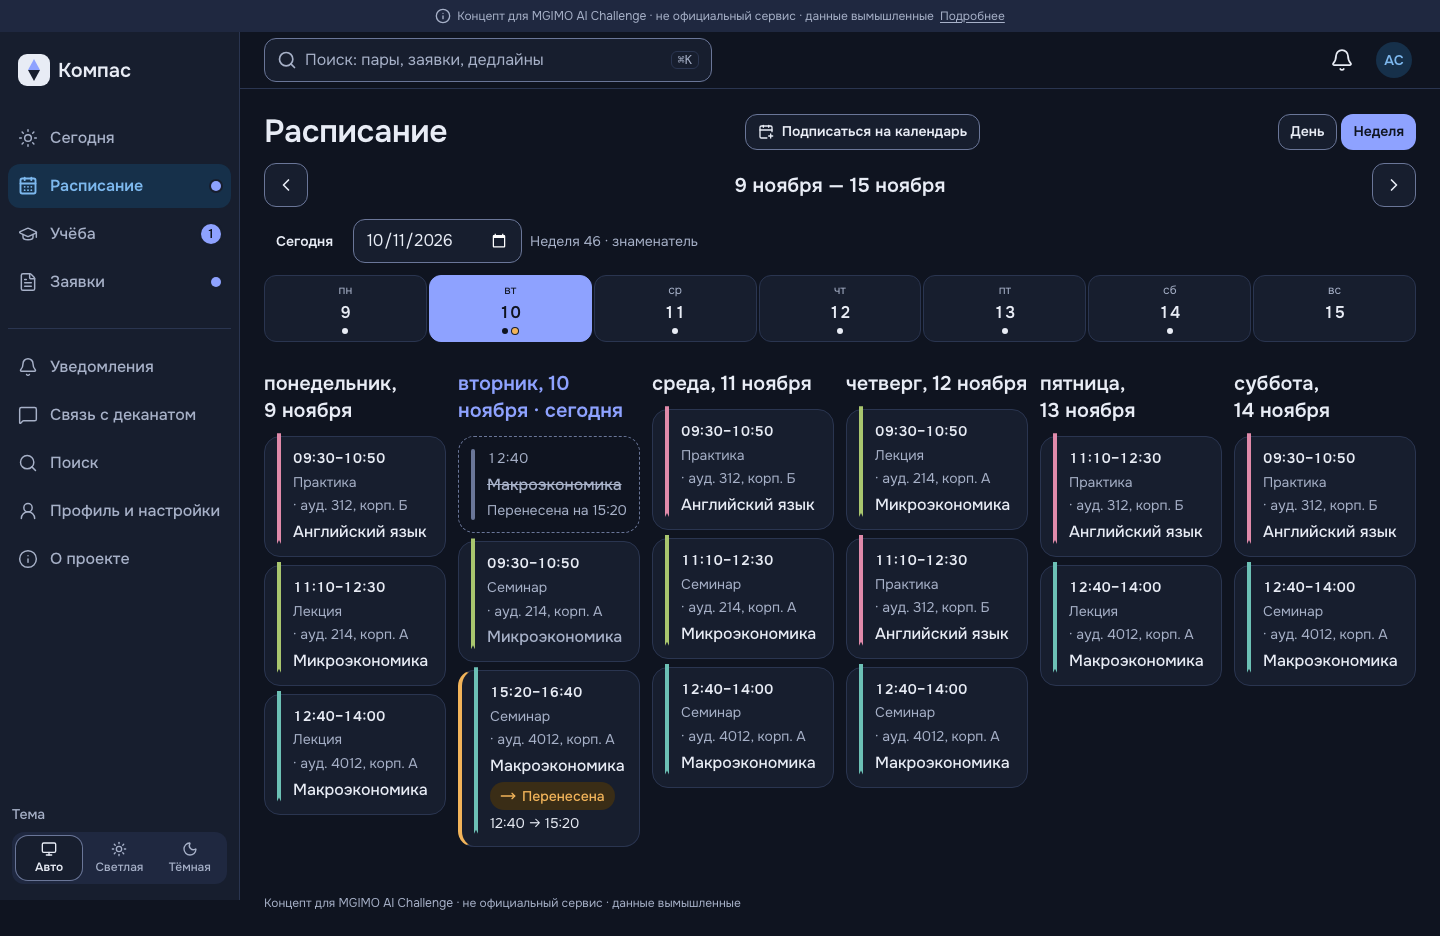 Концепт для MGIMO AI Challenge · не официальный сервис · данные вымышленные Подробнее
Компас
Поиск: пары, заявки, дедлайны
⌘K
АС
Сегодня
Расписание
Учёба
1
Заявки
Уведомления
Связь с деканатом
Поиск
Профиль и настройки
О проекте
Тема
Авто
Светлая
Тёмная
Расписание
Подписаться на календарь
День
Неделя
9 ноября — 15 ноября
Сегодня
10/11/2026
Неделя 46 · знаменатель
пн
9
вт
10
ср
11
чт
12
пт
13
сб
14
вс
15
понедельник,
9 ноября
09:30–10:50
Практика
· ауд. 312, корп. Б
Английский язык
11:10–12:30
Лекция
· ауд. 214, корп. А
Микроэкономика
12:40–14:00
Лекция
· ауд. 4012, корп. А
Макроэкономика
вторник, 10
ноября · сегодня
12:40
Макроэкономика
Перенесена на 15:20
09:30–10:50
Семинар
· ауд. 214, корп. А
Микроэкономика
15:20–16:40
Семинар
· ауд. 4012, корп. А
Макроэкономика
→ Перенесена
12:40 → 15:20
среда, 11 ноября
09:30–10:50
Практика
· ауд. 312, корп. Б
Английский язык
11:10–12:30
Семинар
· ауд. 214, корп. А
Микроэкономика
12:40–14:00
Семинар
· ауд. 4012, корп. А
Макроэкономика
четверг, 12 ноября
09:30–10:50
Лекция
· ауд. 214, корп. А
Микроэкономика
11:10–12:30
Практика
· ауд. 312, корп. Б
Английский язык
12:40–14:00
Семинар
· ауд. 4012, корп. А
Макроэкономика
пятница,
13 ноября
11:10–12:30
Практика
· ауд. 312, корп. Б
Английский язык
12:40–14:00
Лекция
· ауд. 4012, корп. А
Макроэкономика
суббота,
14 ноября
09:30–10:50
Практика
· ауд. 312, корп. Б
Английский язык
12:40–14:00
Семинар
· ауд. 4012, корп. А
Макроэкономика
Концепт для MGIMO AI Challenge · не официальный сервис · данные вымышленные